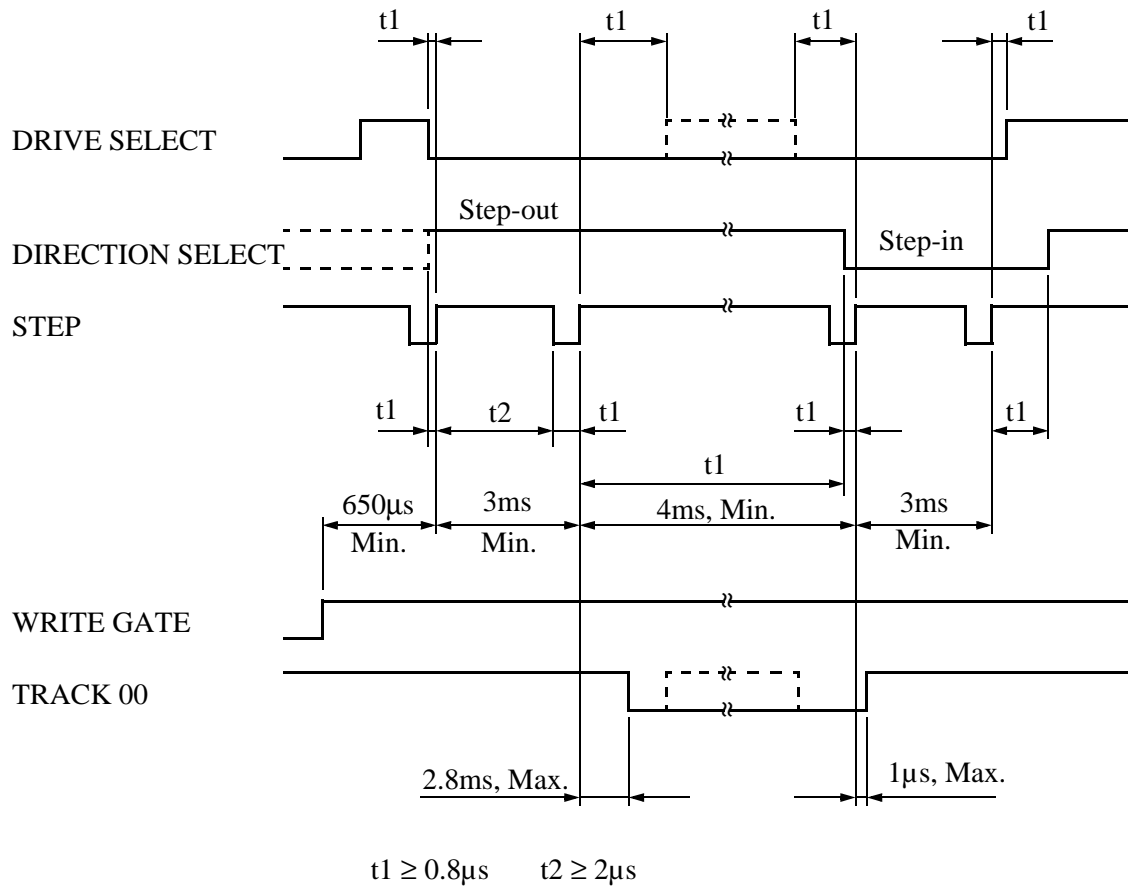 t1 t1 t1 t1
DRIVE SELECT
Step-out
DIRECTION SELECT
Step-in
STEP
t1 t2 t1 t1 t1
t1
650µs 3ms 4ms, Min. 3ms
Min. Min. Min.
WRITE GATE
TRACK 00
2.8ms, Max. 1µs, Max.
t1 ≥ 0.8µs t2 ≥ 2µs